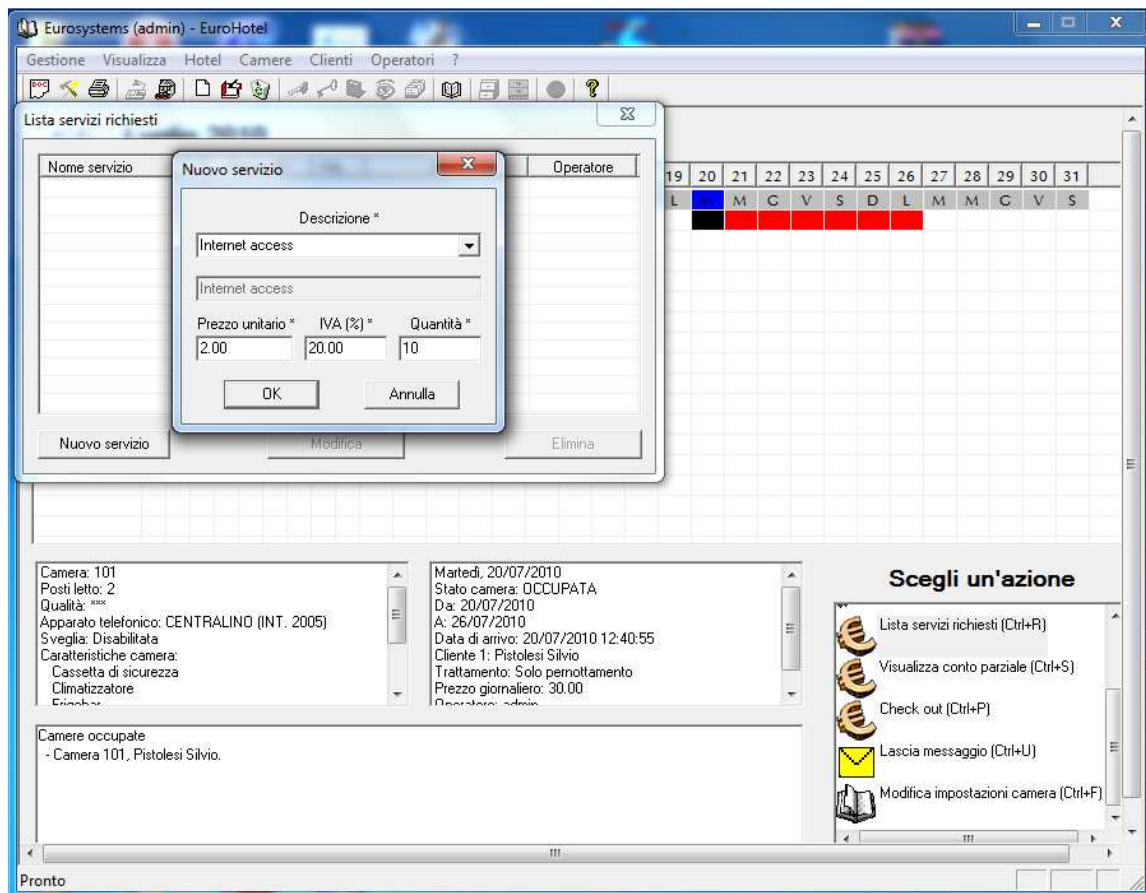 Eurosystems (admin) - EuroHotel
Gestione Visualizza Hotel Camere Clienti Operatori ?
Lista servizi richiesti
Nome servizio Operatore
Nuovo servizio
Descrizione *
Internet access
Internet access
Prezzo unitario * IVA (%) * Quantità *
2.00 20.00 10
OK Annulla
Nuovo servizio Modifica Elimina
19 20 21 22 23 24 25 26 27 28 29 30 31
L M M G V S D L M M G V S
Camera: 101
Posti letto: 2
Qualità: ***
Apparato telefonico: CENTRALINO (INT. 2005)
Sveglia: Disabilitata
Caratteristiche camera:
Cassetta di sicurezza
Climatizzatore
Frigobar
Martedì, 20/07/2010
Stato camera: OCCUPATA
Da: 20/07/2010
A: 26/07/2010
Data di arrivo: 20/07/2010 12:40:55
Cliente 1: Pistolesi Silvio
Trattamento: Solo pernottamento
Prezzo giornaliero: 30.00
Operatore: admin
Scegli un'azione
Lista servizi richiesti (Ctrl+R)
Visualizza conto parziale (Ctrl+S)
Check out (Ctrl+P)
Lascia messaggio (Ctrl+U)
Modifica impostazioni camera (Ctrl+F)
Camere occupate
- Camera 101, Pistolesi Silvio.
Pronto